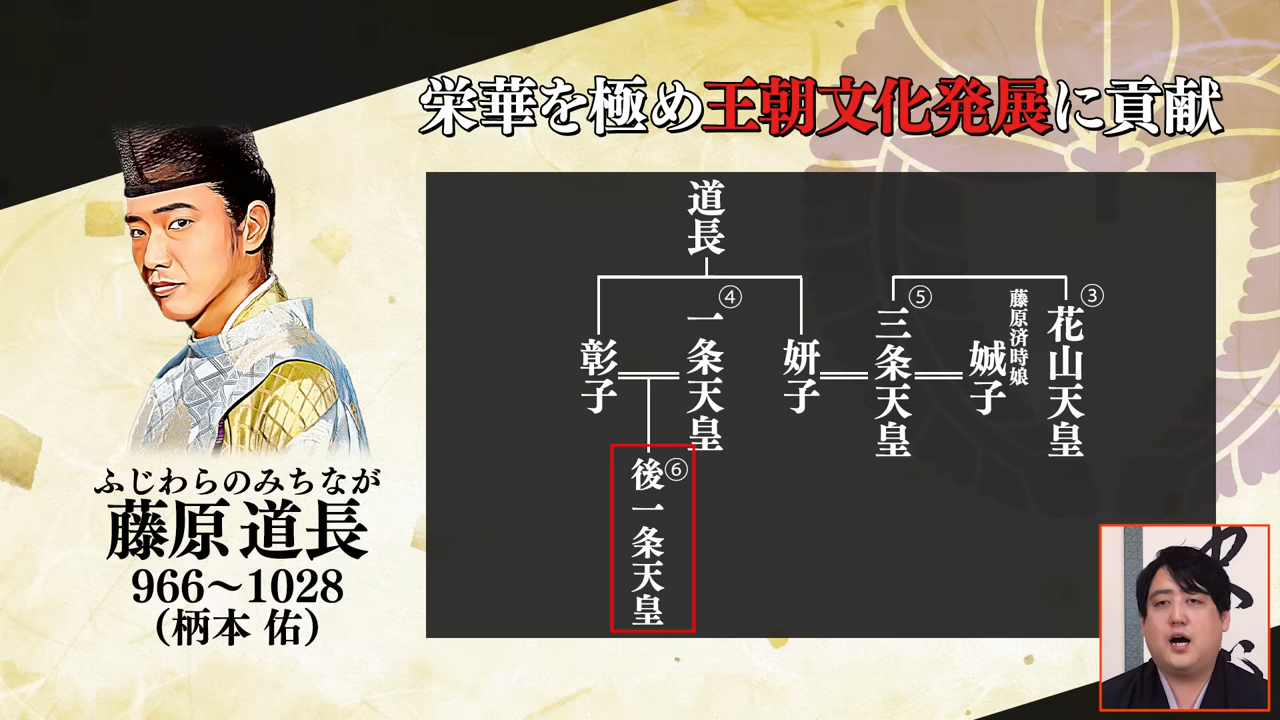 栄華を極め王朝文化発展に貢献
道長
彰子
④
一条天皇
妍子
⑤
三条天皇
娍子
藤原済時娘
③
花山天皇
⑥
後一条天皇
ふじわらのみちなが
藤原道長
966～1028
（柄本 佑）